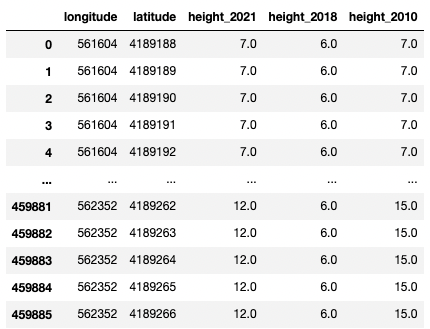 longitude latitude height_2021 height_2018 height_2010
0 561604 4189188 7.0 6.0 7.0
1 561604 4189189 7.0 6.0 7.0
2 561604 4189190 7.0 6.0 7.0
3 561604 4189191 7.0 6.0 7.0
4 561604 4189192 7.0 6.0 7.0
... ... ... ... ... ...
459881 562352 4189262 12.0 6.0 15.0
459882 562352 4189263 12.0 6.0 15.0
459883 562352 4189264 12.0 6.0 15.0
459884 562352 4189265 12.0 6.0 15.0
459885 562352 4189266 12.0 6.0 15.0